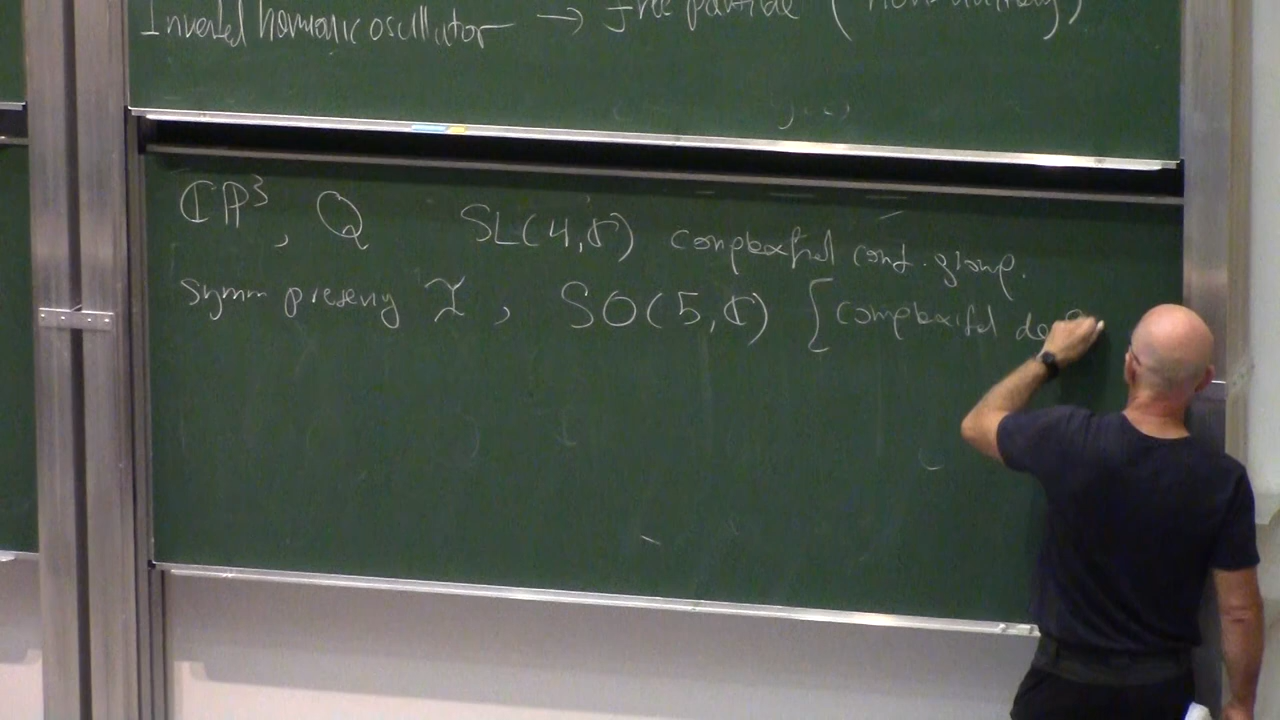 Inverted harmonic oscillator → free particle (
ℂℙ³, Q SL(4,ℂ) complexified conf. group.
symm preserving I, SO(5,ℂ) [complexified de